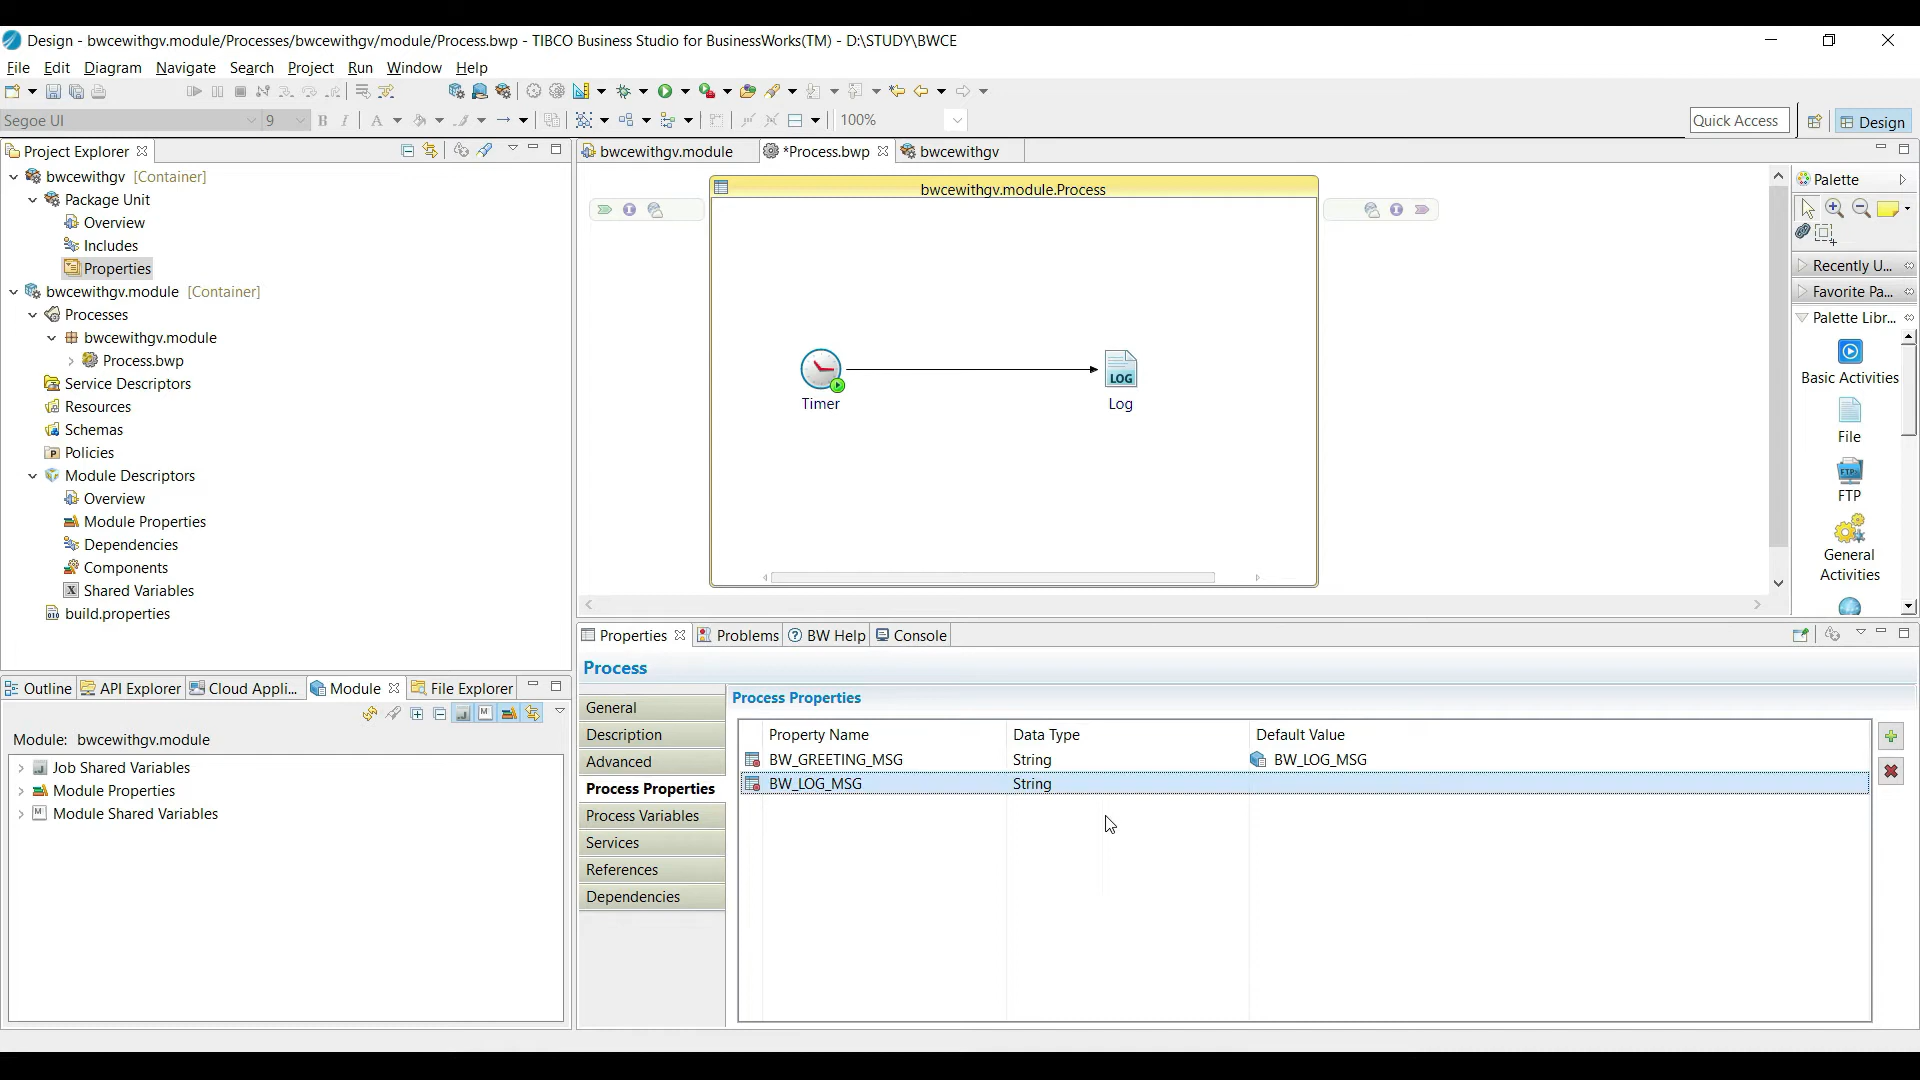 Design - bwcewithgv.module/Processes/bwcewithgv/module/Process.bwp - TIBCO Business Studio for BusinessWorks(TM) - D:\STUDY\BWCE
File Edit Diagram Navigate Search Project Run Window Help
Segoe UI 9 B I A 100% Quick Access Design
Project Explorer
bwcewithgv [Container]
Package Unit
Overview
Includes
Properties
bwcewithgv.module [Container]
Processes
bwcewithgv.module
Process.bwp
Service Descriptors
Resources
Schemas
Policies
Module Descriptors
Overview
Module Properties
Dependencies
Components
Shared Variables
build.properties
bwcewithgv.module *Process.bwp bwcewithgv
bwcewithgv.module.Process
LOG
Timer Log
Palette
Recently U...
Favorite Pa...
Palette Libr...
Basic Activities
File
FTP
FTP
General
Activities
Outline API Explorer Cloud Appli... Module File Explorer
Module: bwcewithgv.module
Job Shared Variables
Module Properties
Module Shared Variables
Properties Problems BW Help Console
Process
General
Description
Advanced
Process Properties
Process Variables
Services
References
Dependencies
Process Properties
Property Name Data Type Default Value
BW_GREETING_MSG String BW_LOG_MSG
BW_LOG_MSG String